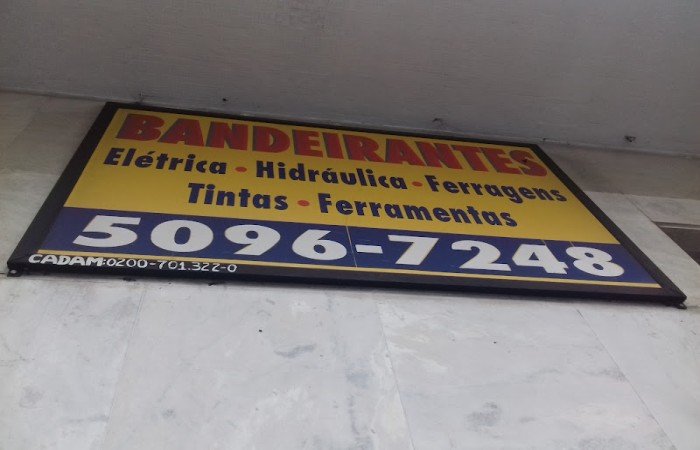 BANDEIRANTES
Elétrica • Hidráulica • Ferragens
Tintas • Ferramentas
5096-7248
CADAM:0200-701.322-0